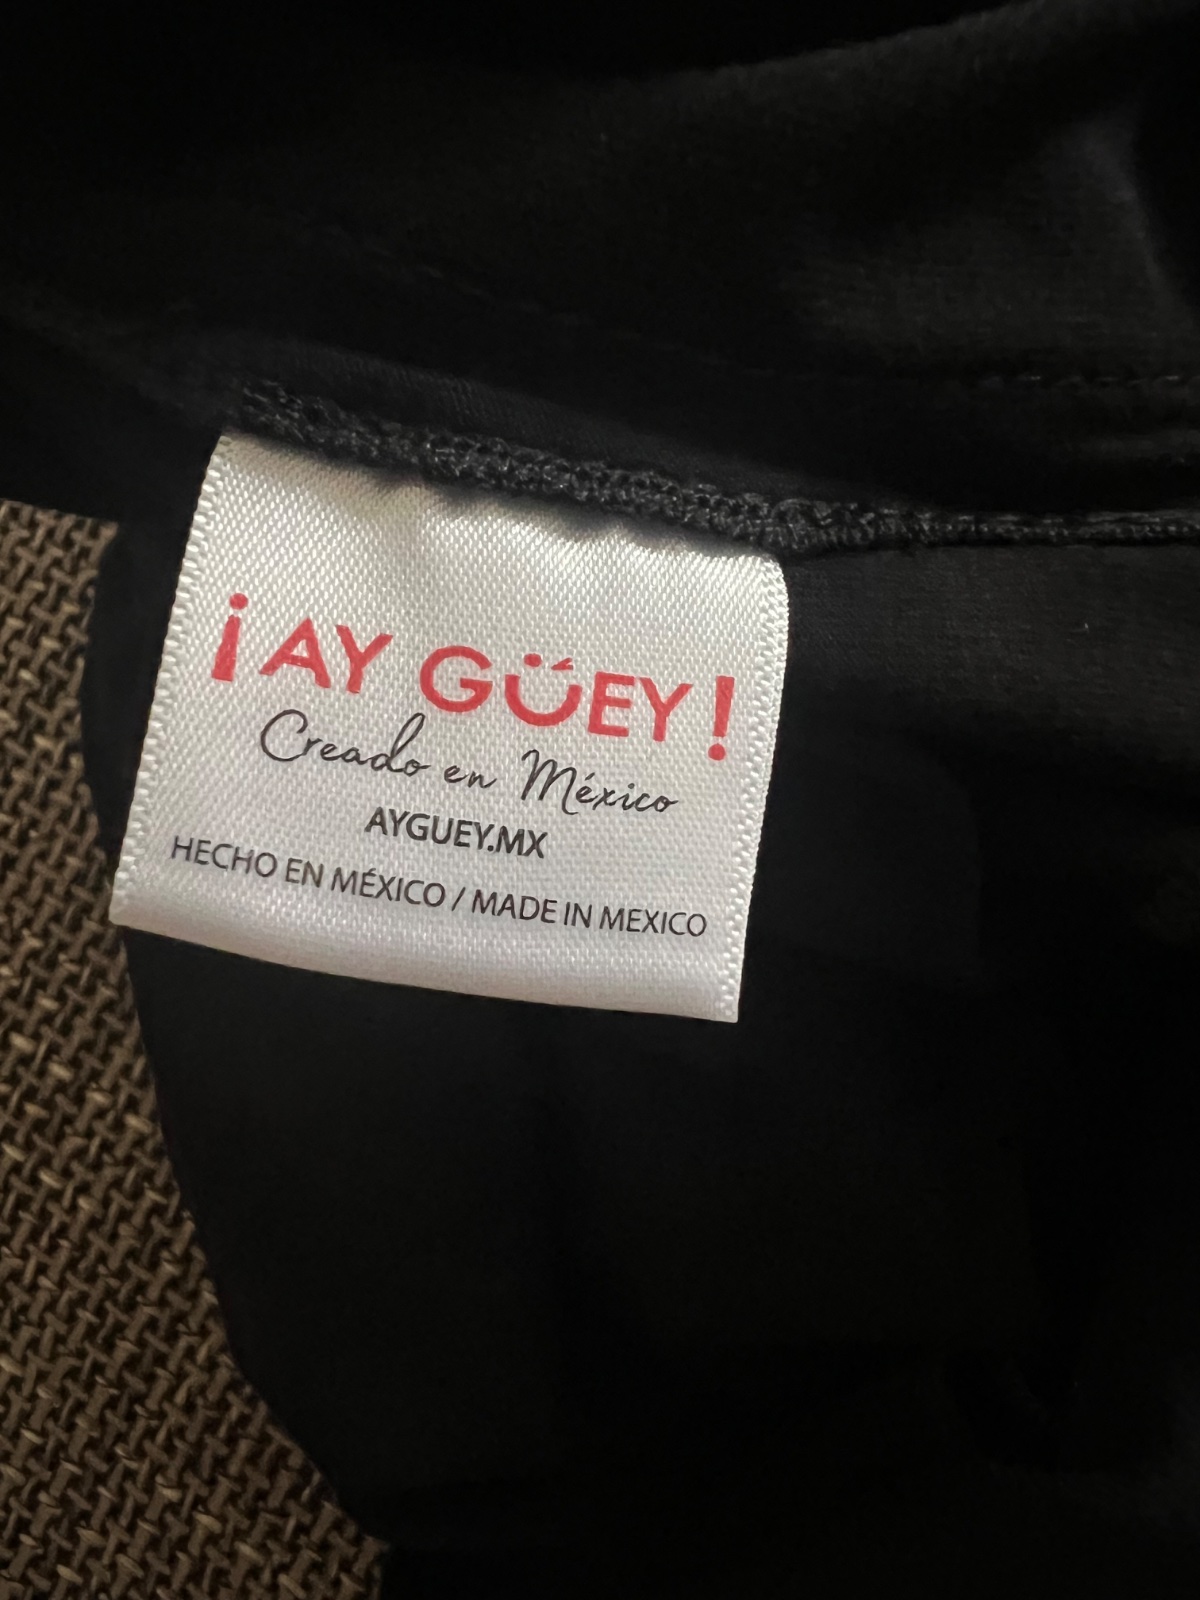 ¡AY GÜEY!
Creado en México
AYGUEY.MX
HECHO EN MÉXICO / MADE IN MEXICO